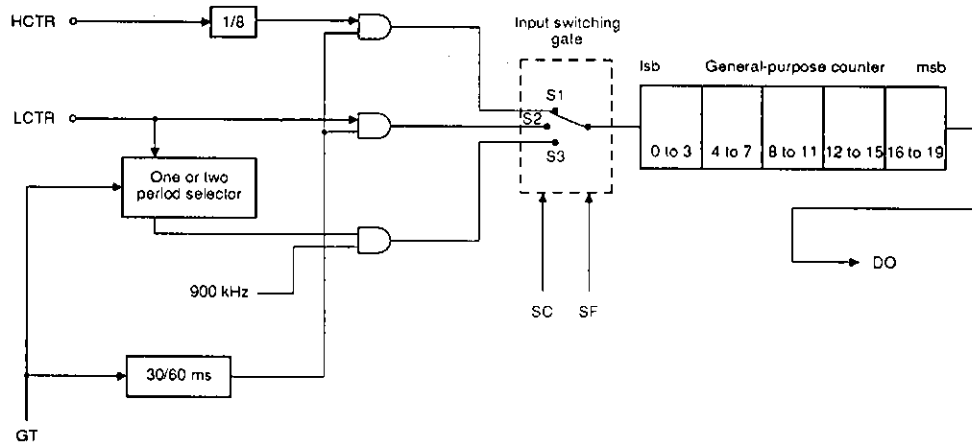 HCTR
1/8
Input switching
gate
lsb General-purpose counter msb
S1
LCTR
S2
S3
0 to 3 4 to 7 8 to 11 12 to 15 16 to 19
One or two
period selector
DO
900 kHz
SC SF
30/60 ms
GT